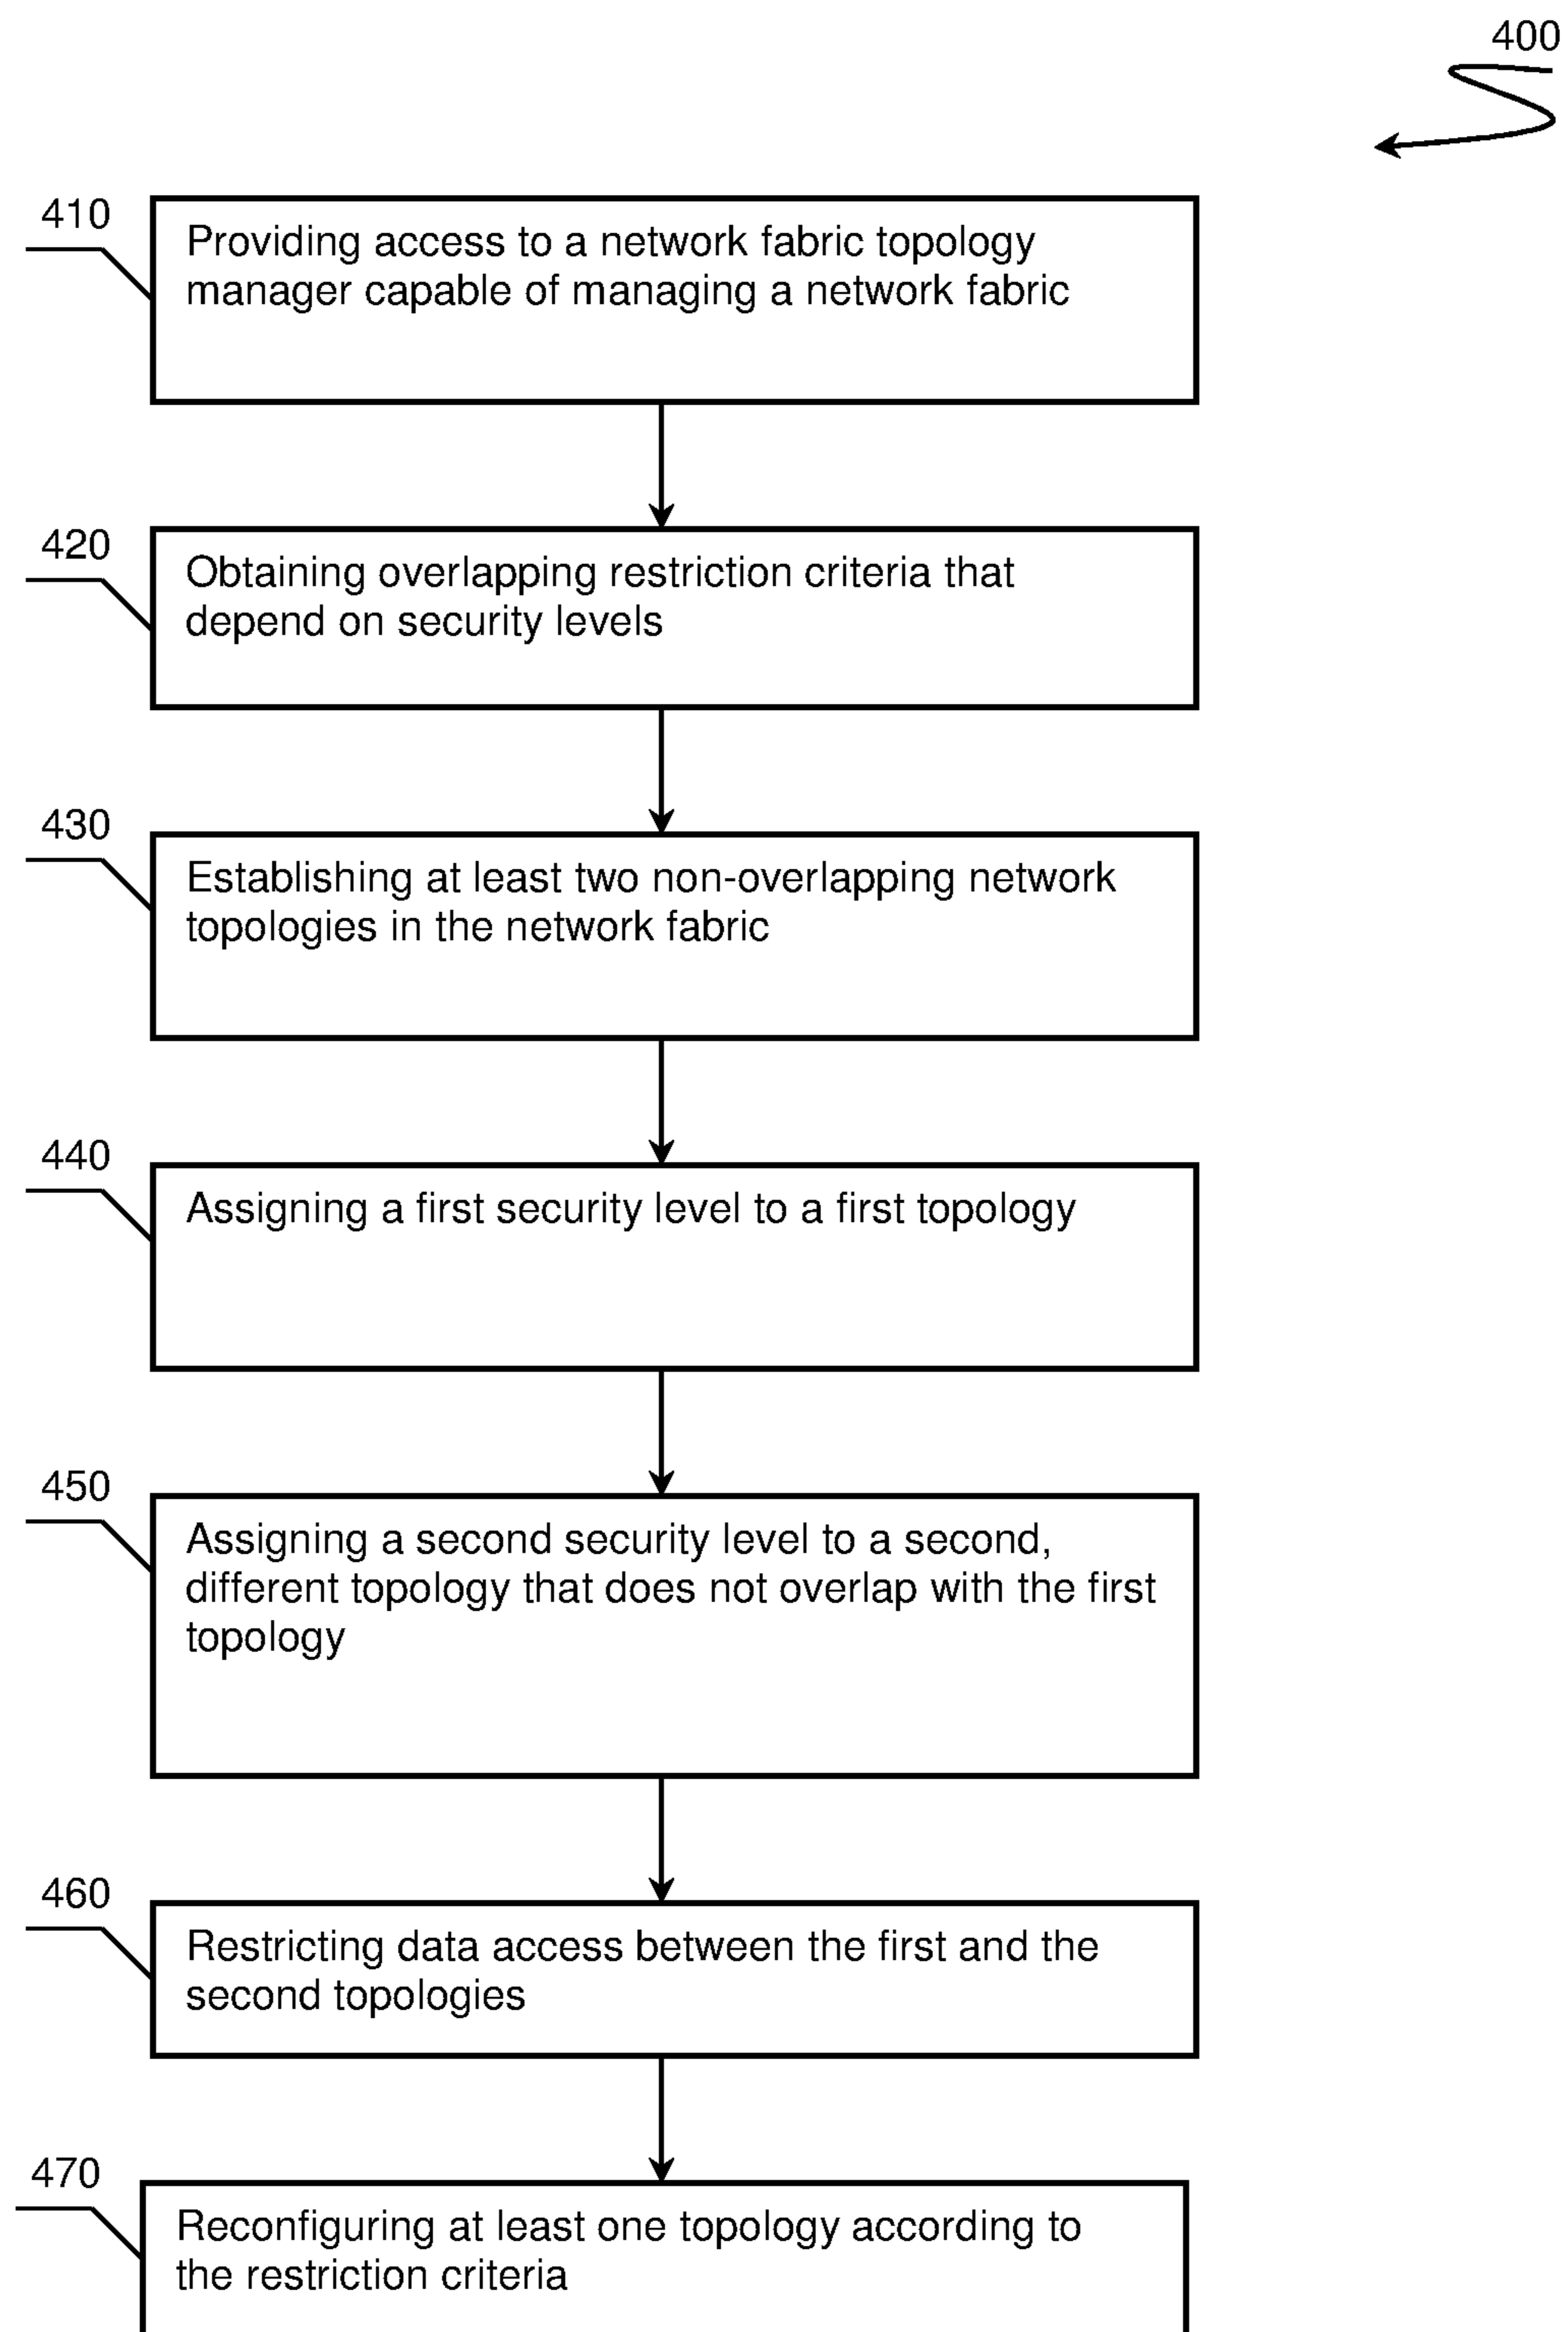 400
410
Providing access to a network fabric topology
manager capable of managing a network fabric
420
Obtaining overlapping restriction criteria that
depend on security levels
430
Establishing at least two non-overlapping network
topologies in the network fabric
440
Assigning a first security level to a first topology
450
Assigning a second security level to a second,
different topology that does not overlap with the first
topology
460
Restricting data access between the first and the
second topologies
470
Reconfiguring at least one topology according to
the restriction criteria